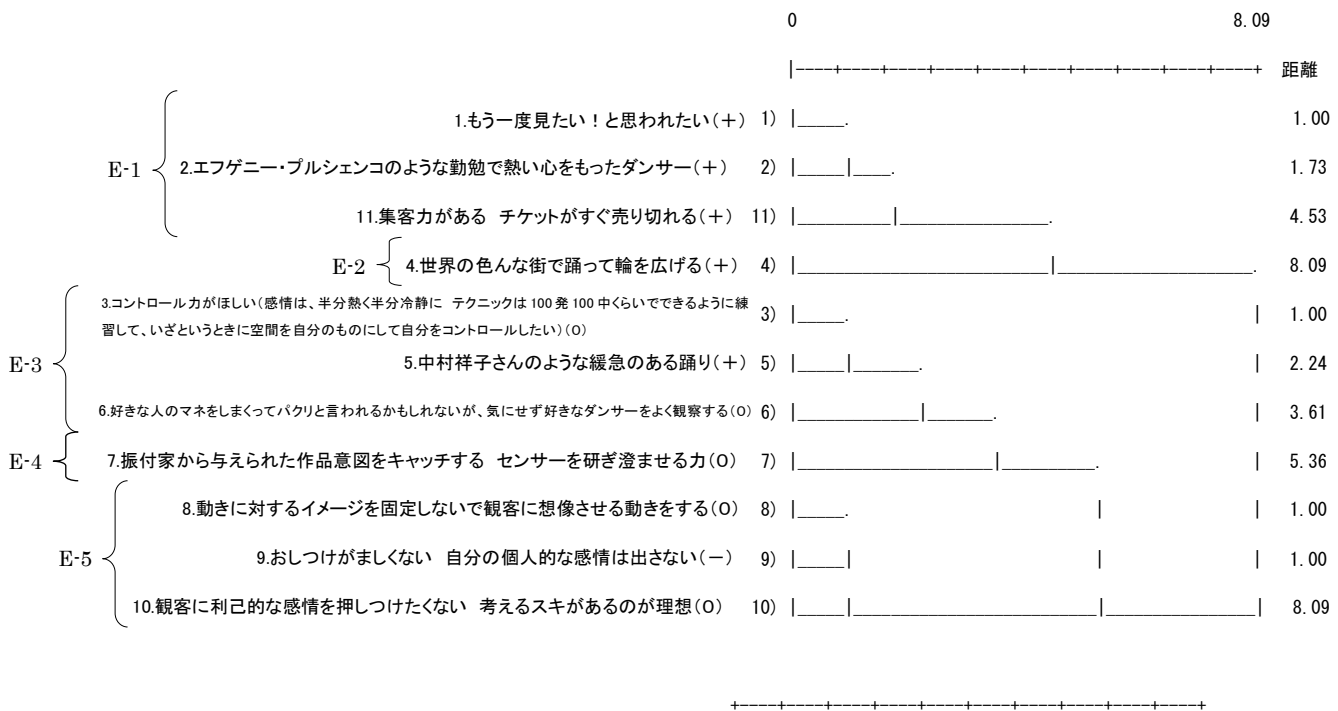 0 8.09
|----+----+----+----+----+----+----+----+----+----+ 距離
1.もう一度見たい！と思われたい(＋) 1) |_____. 1.00
E-1 2.エフゲニー・プルシェンコのような勤勉で熱い心をもったダンサー(＋) 2) |_____|____. 1.73
11.集客力がある チケットがすぐ売り切れる(＋) 11) |__________|________________. 4.53
E-2 4.世界の色んな街で踊って輪を広げる(＋) 4) |___________________________|_____________________. 8.09
3.コントロール力がほしい(感情は、半分熱く半分冷静に テクニックは100発100中くらいでできるように練
習して、いざというときに空間を自分のものにして自分をコントロールしたい)(0) 3) |_____. | 1.00
E-3 5.中村祥子さんのような緩急のある踊り(＋) 5) |_____|_______. | 2.24
6.好きな人のマネをしまくってパクリと言われるかもしれないが、気にせず好きなダンサーをよく観察する(0) 6) |_____________|_______. | 3.61
E-4 7.振付家から与えられた作品意図をキャッチする センサーを研ぎ澄ませる力(0) 7) |_____________________|__________. | 5.36
8.動きに対するイメージを固定しないで観客に想像させる動きをする(0) 8) |_____. | | 1.00
E-5 9.おしつけがましくない 自分の個人的な感情は出さない(－) 9) |_____| | | 1.00
10.観客に利己的な感情を押しつけたくない 考えるスキがあるのが理想(0) 10) |_____|__________________________|________________| 8.09
+----+----+----+----+----+----+----+----+----+----+